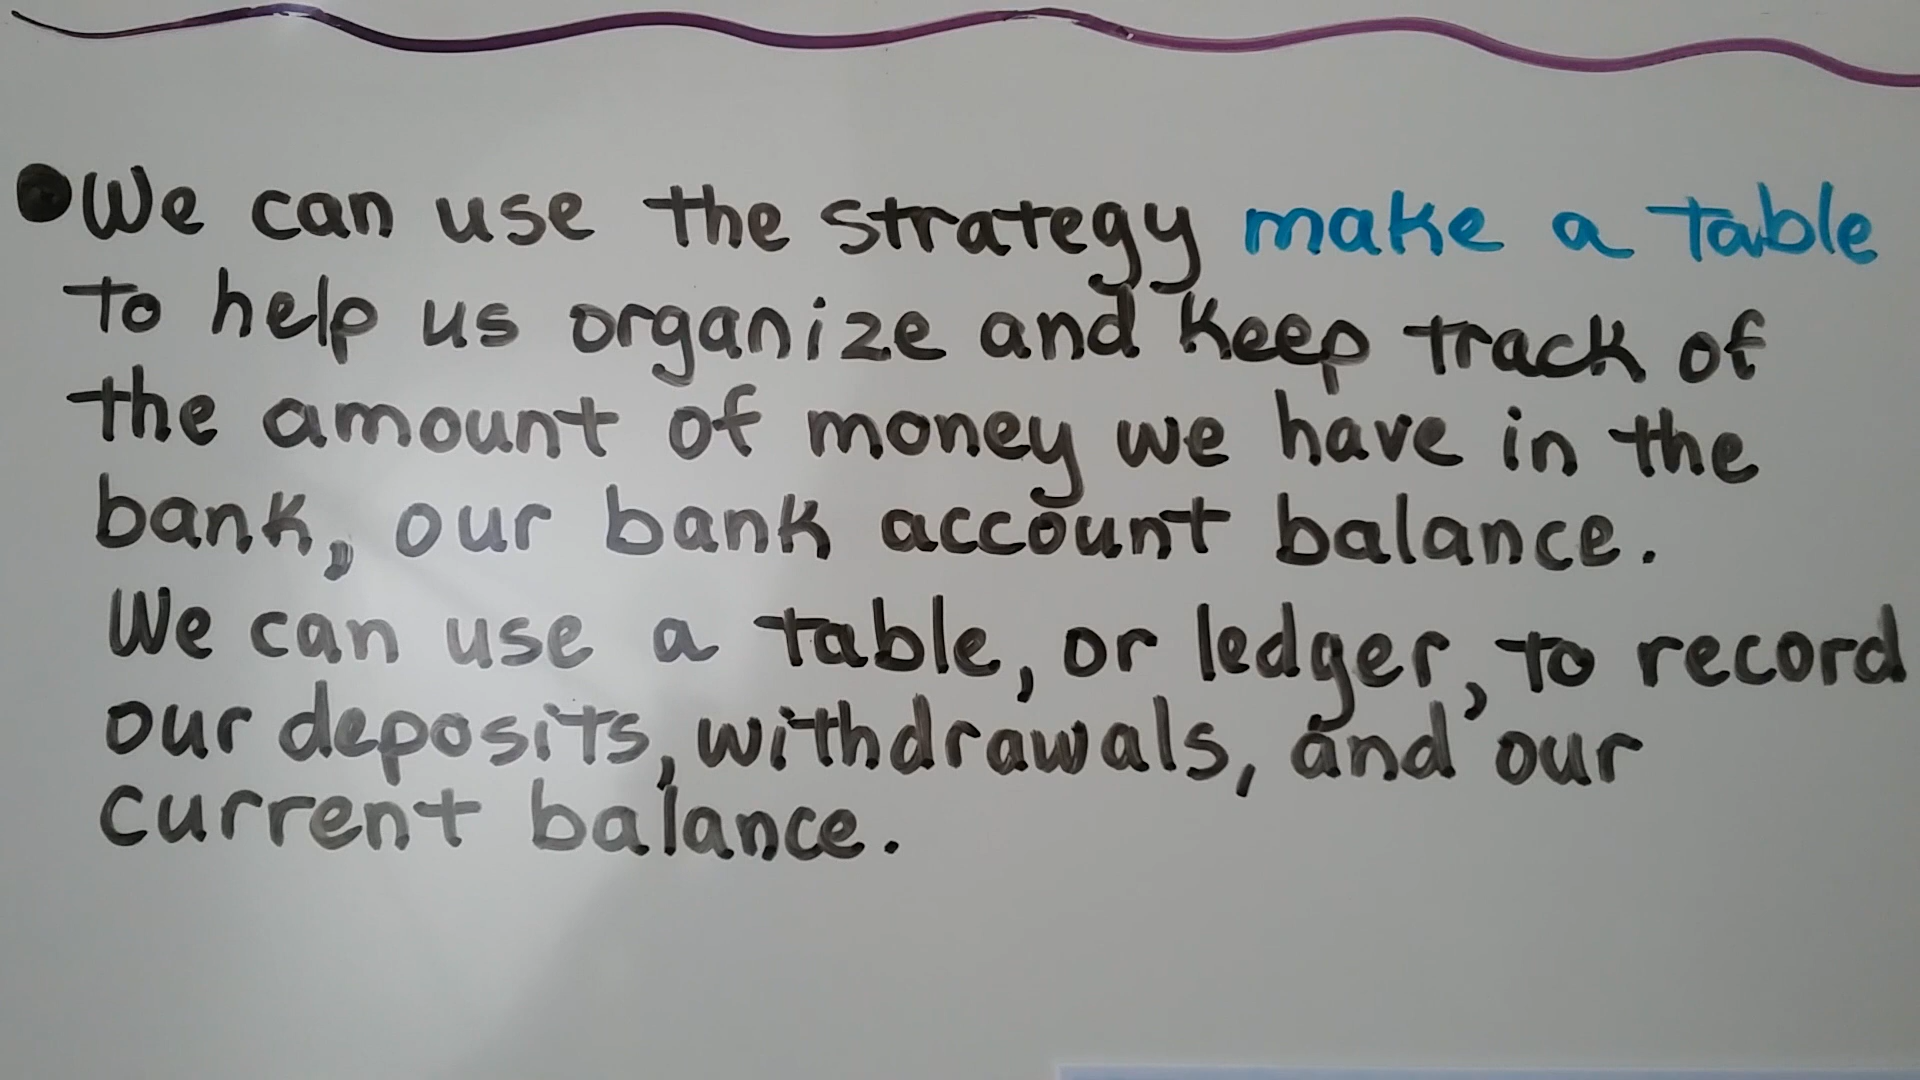 ●We can use the strategy make a table
to help us organize and keep track of
the amount of money we have in the
bank, our bank account balance.
We can use a table, or ledger, to record
our deposits, withdrawals, and our
current balance.